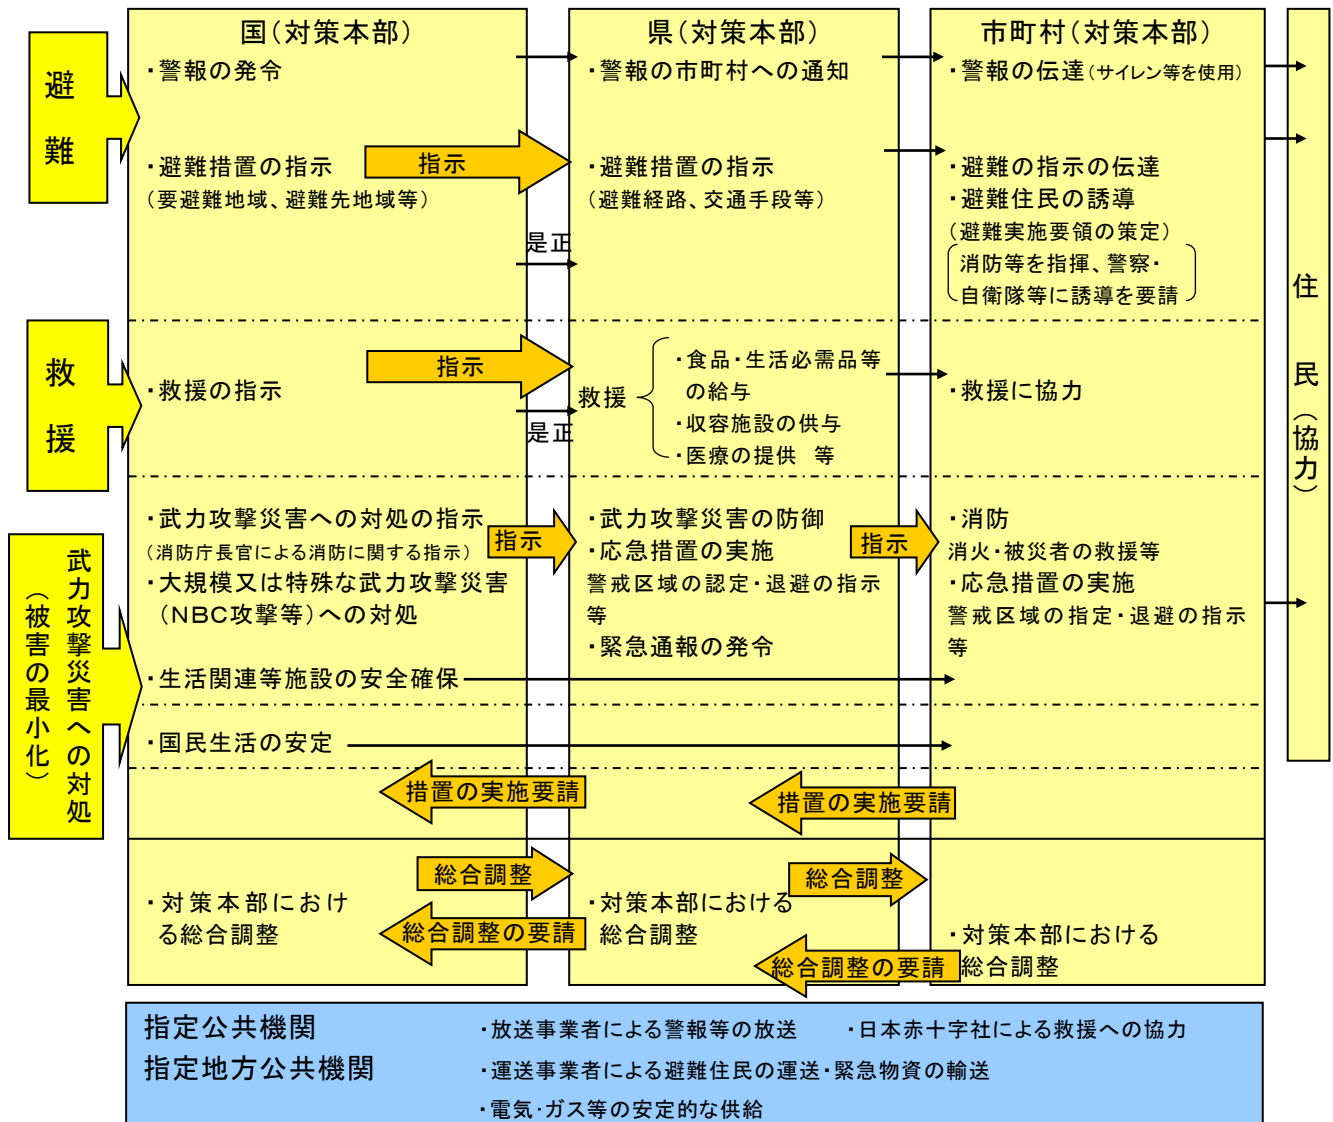 避難
国(対策本部)
・警報の発令
・避難措置の指示
(要避難地域、避難先地域等)
指示
是正
県(対策本部)
・警報の市町村への通知
・避難措置の指示
(避難経路、交通手段等)
市町村(対策本部)
・警報の伝達(サイレン等を使用)
・避難の指示の伝達
・避難住民の誘導
(避難実施要領の策定)
消防等を指揮、警察・
自衛隊等に誘導を要請
住民(協力)
救援
・救援の指示
指示
是正
救援
・食品・生活必需品等
の給与
・収容施設の供与
・医療の提供 等
・救援に協力
武力攻撃災害への対処
(被害の最小化)
・武力攻撃災害への対処の指示
(消防庁長官による消防に関する指示)
・大規模又は特殊な武力攻撃災害
(NBC攻撃等)への対処
指示
・武力攻撃災害の防御
・応急措置の実施
警戒区域の認定・退避の指示
等
・緊急通報の発令
指示
・消防
消火・被災者の救援等
・応急措置の実施
警戒区域の指定・退避の指示
等
・生活関連等施設の安全確保
・国民生活の安定
措置の実施要請
措置の実施要請
・対策本部におけ
る総合調整
総合調整
総合調整の要請
・対策本部における
総合調整
総合調整
総合調整の要請
・対策本部における
総合調整
指定公共機関
・放送事業者による警報等の放送 ・日本赤十字社による救援への協力
指定地方公共機関
・運送事業者による避難住民の運送・緊急物資の輸送
・電気・ガス等の安定的な供給